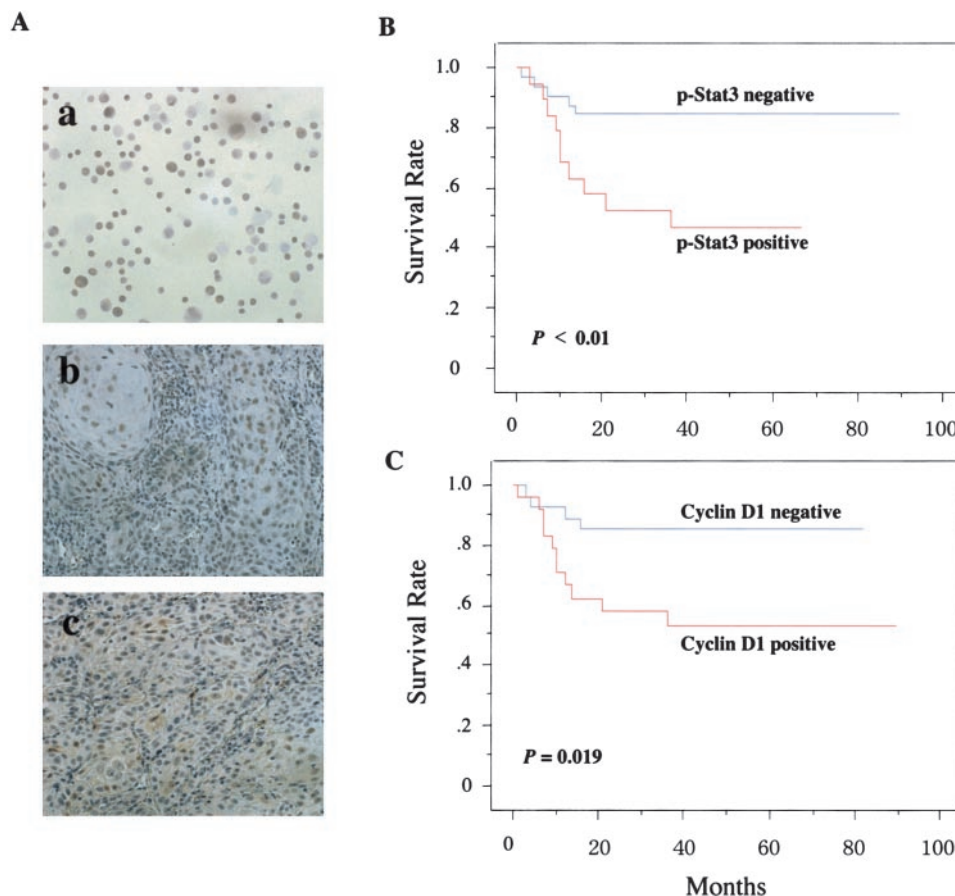 A
a
b
c
B
Survival Rate
1.0
.8
.6
.4
.2
0
p-Stat3 negative
p-Stat3 positive
P < 0.01
0 20 40 60 80 100
C
Survival Rate
1.0
.8
.6
.4
.2
0
Cyclin D1 negative
Cyclin D1 positive
P = 0.019
0 20 40 60 80 100
Months